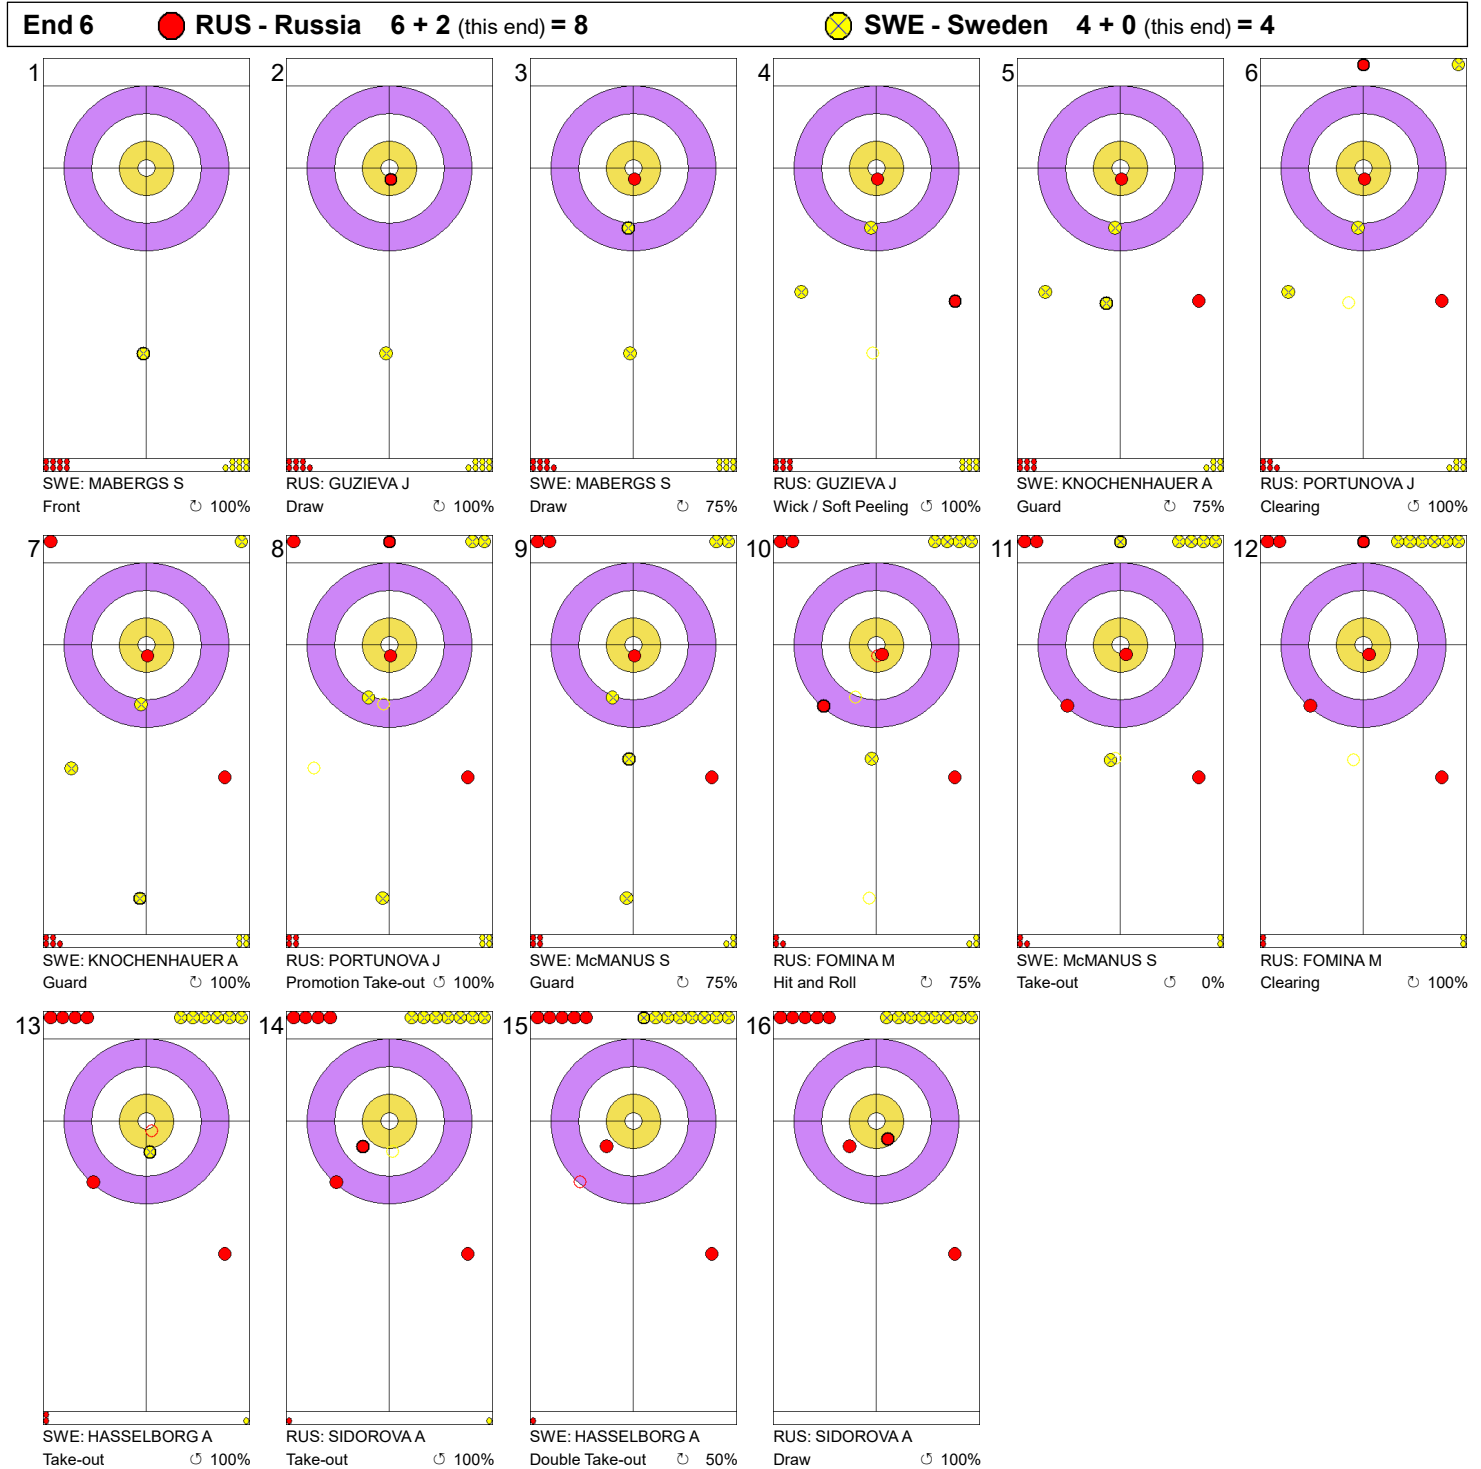 End 6 RUS - Russia 6 + 2 (this end) = 8 SWE - Sweden 4 + 0 (this end) = 4
1 2 3 4 5 6
SWE: MABERGS S RUS: GUZIEVA J SWE: MABERGS S RUS: GUZIEVA J SWE: KNOCHENHAUER A RUS: PORTUNOVA J
Front ↻ 100% Draw ↻ 100% Draw ↻ 75% Wick / Soft Peeling ↺ 100% Guard ↻ 75% Clearing ↺ 100%
7 8 9 10 11 12
SWE: KNOCHENHAUER A RUS: PORTUNOVA J SWE: McMANUS S RUS: FOMINA M SWE: McMANUS S RUS: FOMINA M
Guard ↻ 100% Promotion Take-out ↺ 100% Guard ↻ 75% Hit and Roll ↻ 75% Take-out ↺ 0% Clearing ↻ 100%
13 14 15 16
SWE: HASSELBORG A RUS: SIDOROVA A SWE: HASSELBORG A RUS: SIDOROVA A
Take-out ↺ 100% Take-out ↺ 100% Double Take-out ↻ 50% Draw ↺ 100%